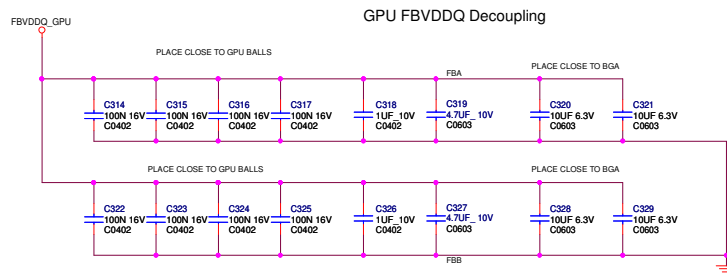 GPU FBVDDQ Decoupling
FBVDDQ_GPU
PLACE CLOSE TO GPU BALLS
PLACE CLOSE TO BGA
FBA
C314
100N 16V
C0402
C315
100N 16V
C0402
C316
100N 16V
C0402
C317
100N 16V
C0402
C318
1UF_10V
C0402
C319
4.7UF_ 10V
C0603
C320
10UF 6.3V
C0603
C321
10UF 6.3V
C0603
PLACE CLOSE TO GPU BALLS
PLACE CLOSE TO BGA
C322
100N 16V
C0402
C323
100N 16V
C0402
C324
100N 16V
C0402
C325
100N 16V
C0402
C326
1UF_10V
C0402
C327
4.7UF_ 10V
C0603
C328
10UF 6.3V
C0603
C329
10UF 6.3V
C0603
FBB